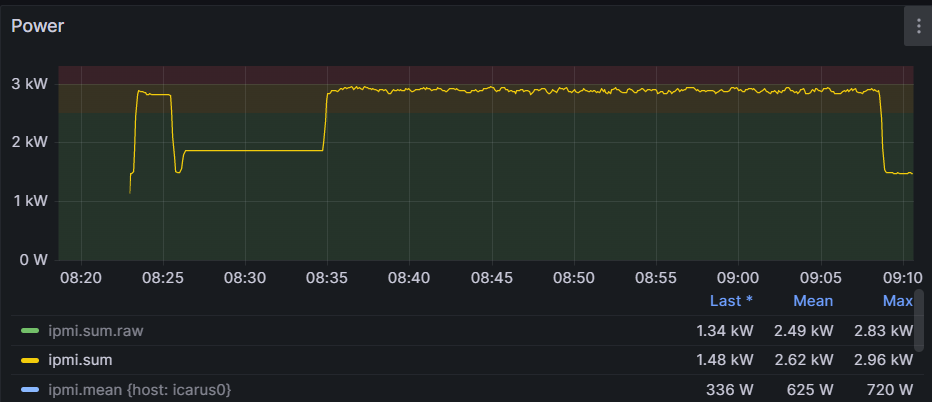 Power
3 kW
2 kW
1 kW
0 W
08:20 08:25 08:30 08:35 08:40 08:45 08:50 08:55 09:00 09:05 09:10
Last * Mean Max
ipmi.sum.raw 1.34 kW 2.49 kW 2.83 kW
ipmi.sum 1.48 kW 2.62 kW 2.96 kW
ipmi.mean {host: icarus0} 336 W 625 W 720 W